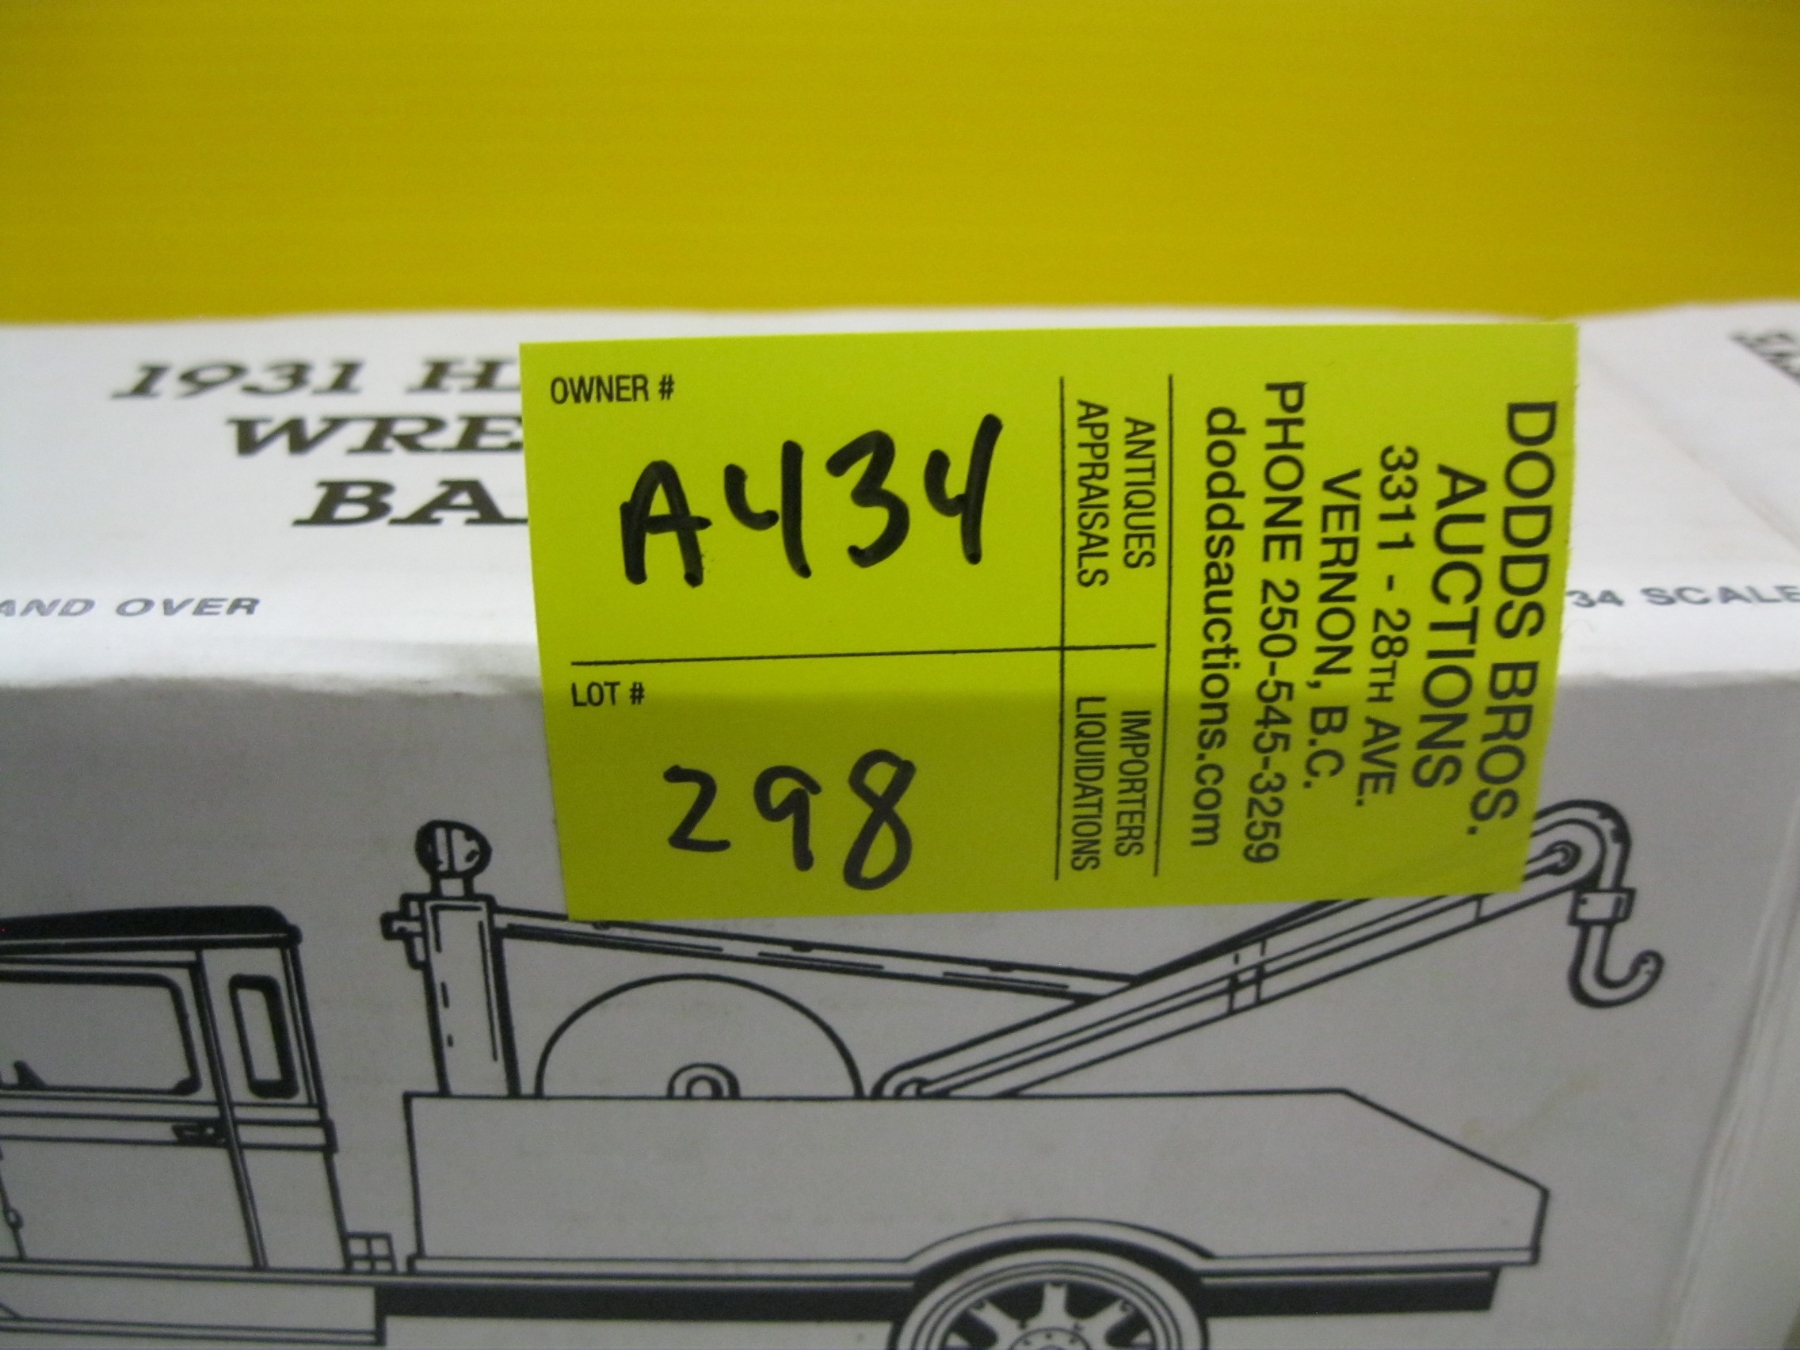 1931 H
WRE
BA
AND OVER
34 SCALE
OWNER #
A434
LOT #
298
ANTIQUES
APPRAISALS
IMPORTERS
LIQUIDATIONS
DODDS BROS.
AUCTIONS
3311 - 28TH AVE.
VERNON, B.C.
PHONE 250-545-3259
doddsauctions.com